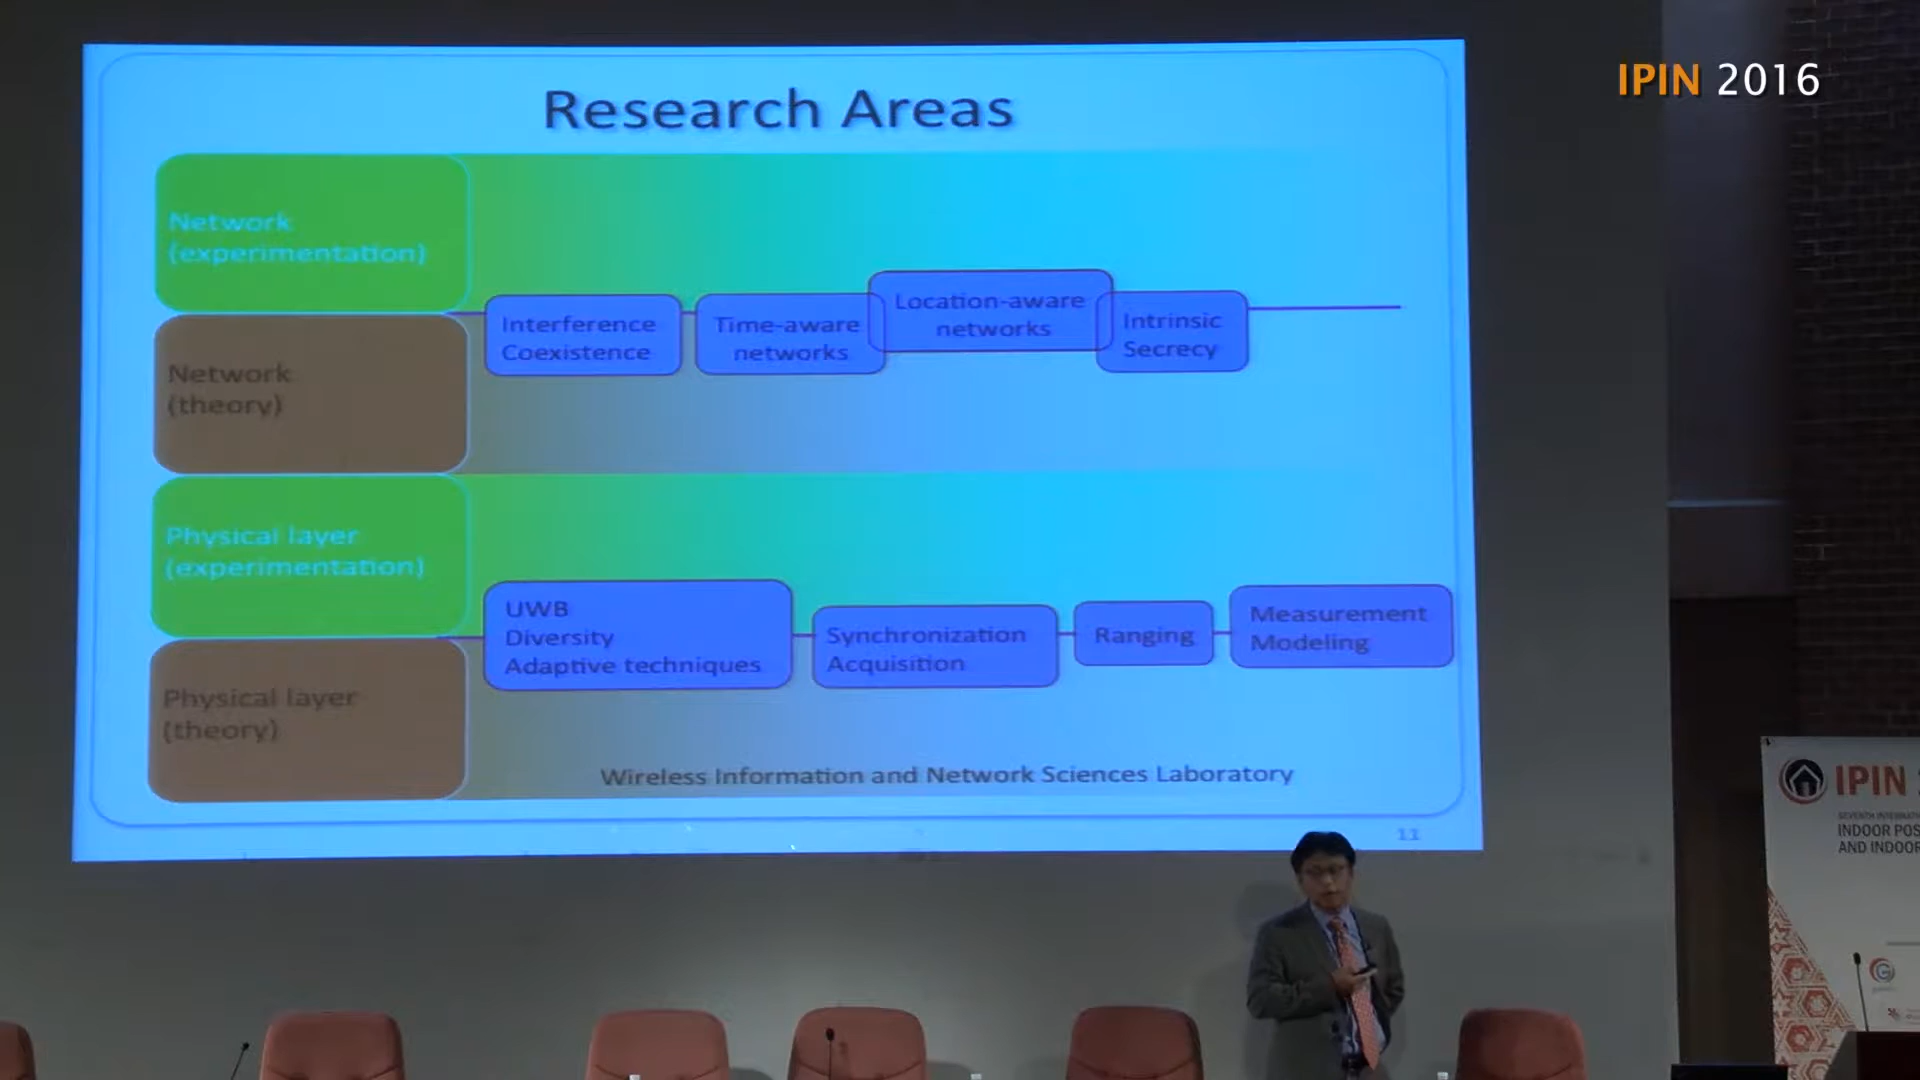 IPIN 2016
Research Areas
Network
(experimentation)
Network
(theory)
Interference
Coexistence
Time-aware
networks
Location-aware
networks
Intrinsic
Secrecy
Physical layer
(experimentation)
Physical layer
(theory)
UWB
Diversity
Adaptive techniques
Synchronization
Acquisition
Ranging
Measurement
Modeling
Wireless Information and Network Sciences Laboratory
11
IPIN
INDOOR POS
AND INDOOR